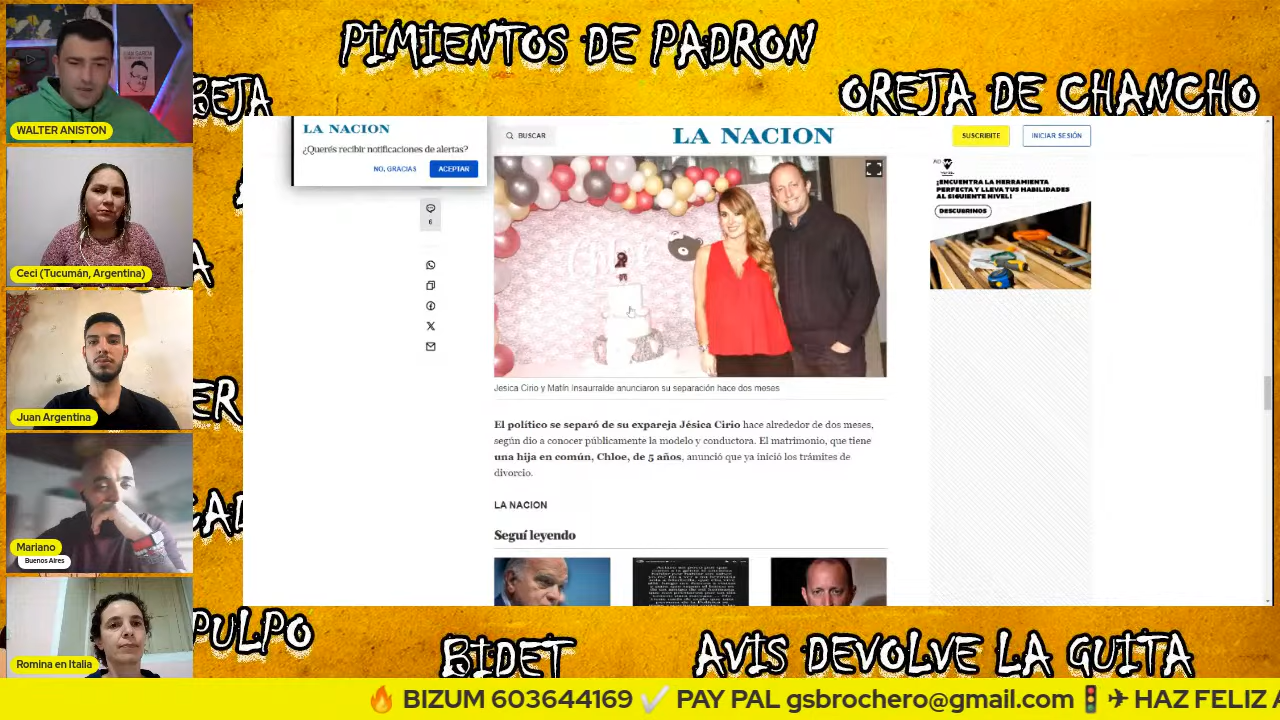 PIMIENTOS DE PADRON
BEJA
OREJA DE CHANCHO
WALTER ANISTON
Ceci (Tucumán, Argentina)
Juan Argentina
Mariano
Buenos Aires
Romina en Italia
A
ER
CAD
PULPO
LA NACION
¿Querés recibir notificaciones de alertas?
NO, GRACIAS
ACEPTAR
6
BUSCAR
LA NACION
SUSCRIBITE
INICIAR SESIÓN
Chloe
2
¡ENCUENTRA LA HERRAMIENTA
PERFECTA Y LLEVA TUS HABILIDADES
AL SIGUIENTE NIVEL!
DESCUBRINOS
Jesica Cirio y Matín Insaurralde anunciaron su separación hace dos meses
El político se separó de su expareja Jésica Cirio hace alrededor de dos meses,
según dio a conocer públicamente la modelo y conductora. El matrimonio, que tiene
una hija en común, Chloe, de 5 años, anunció que ya inició los trámites de
divorcio.
LA NACION
Seguí leyendo
BIDET
AVIS DEVOLVE LA GUITA
🔥 BIZUM 603644169 ✔ PAY PAL gsbrochero@gmail.com 🚦 ✈ HAZ FELIZ A